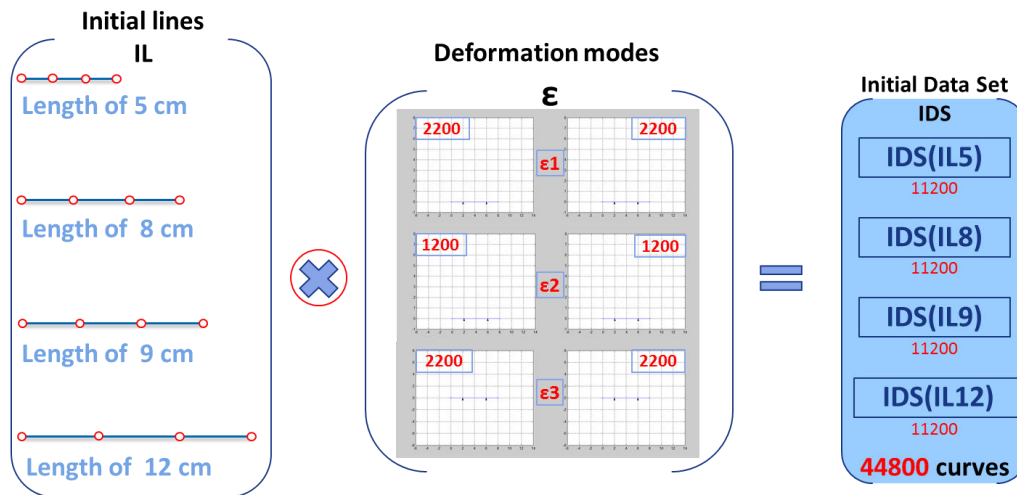 Initial lines
IL
Length of 5 cm
Length of 8 cm
Length of 9 cm
Length of 12 cm
Deformation modes
ε
2200 2200
ε1
1200 1200
ε2
2200 2200
ε3
Initial Data Set
IDS
IDS(IL5)
11200
IDS(IL8)
11200
IDS(IL9)
11200
IDS(IL12)
11200
44800 curves